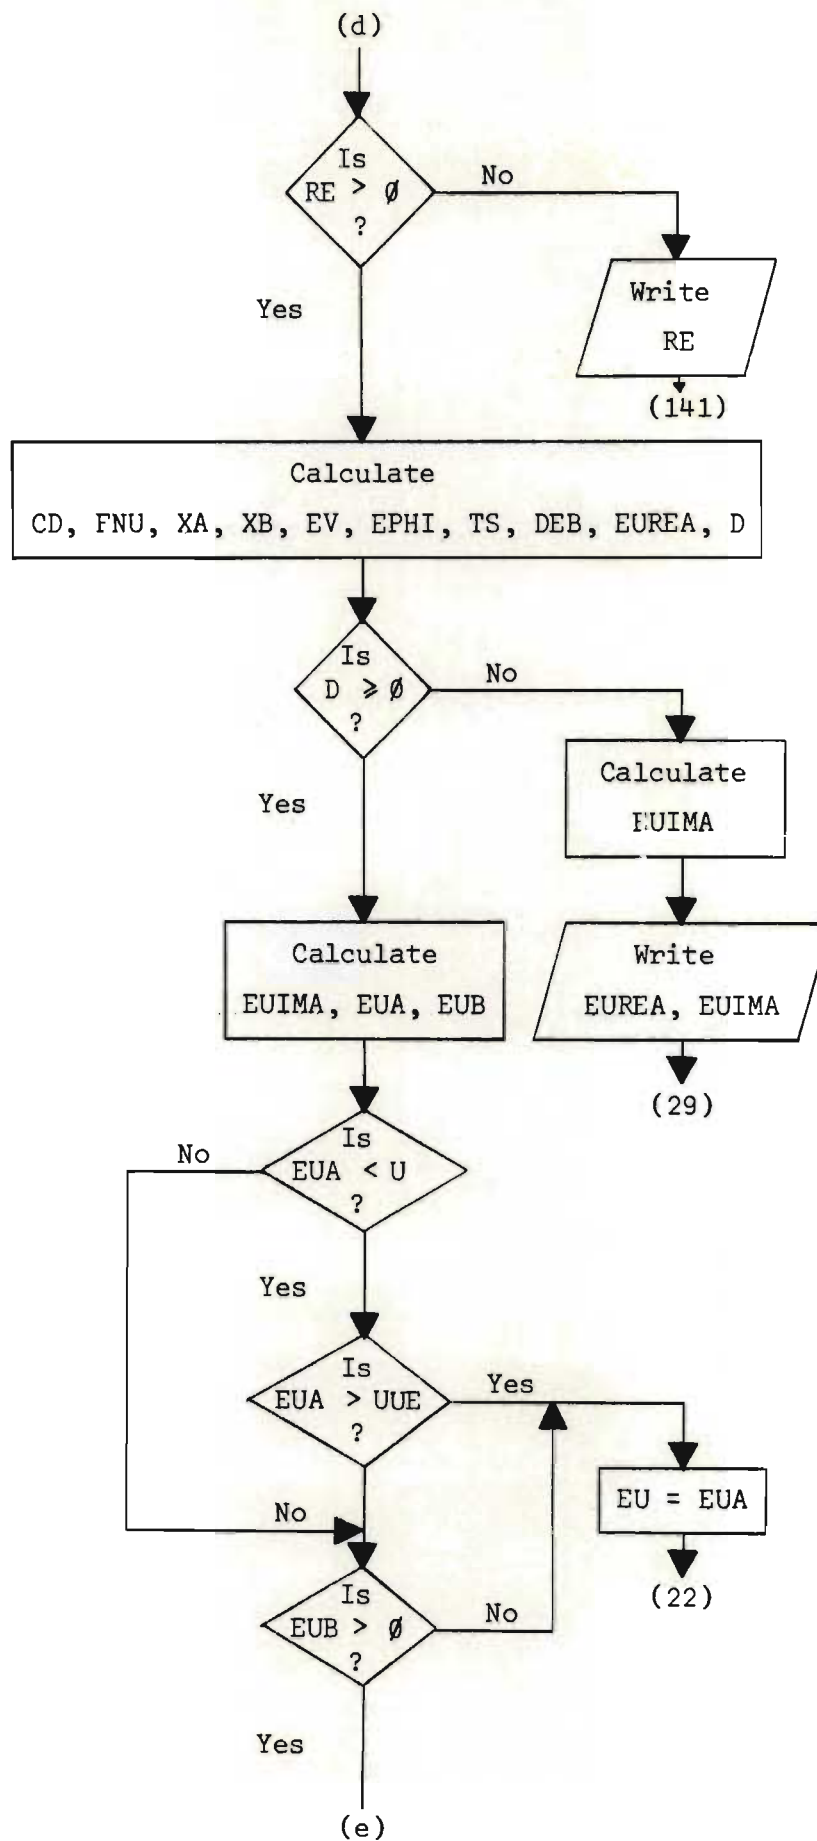 (d)
Is
RE > ∅
?
No
Write
RE
(141)
Yes
Calculate
CD, FNU, XA, XB, EV, EPHI, TS, DEB, EUREA, D
Is
D ⩾ ∅
?
No
Calculate
EUIMA
Write
EUREA, EUIMA
(29)
Yes
Calculate
EUIMA, EUA, EUB
Is
EUA < U
?
No
Yes
Is
EUA > UUE
?
Yes
EU = EUA
(22)
No
Is
EUB > ∅
?
No
Yes
(e)